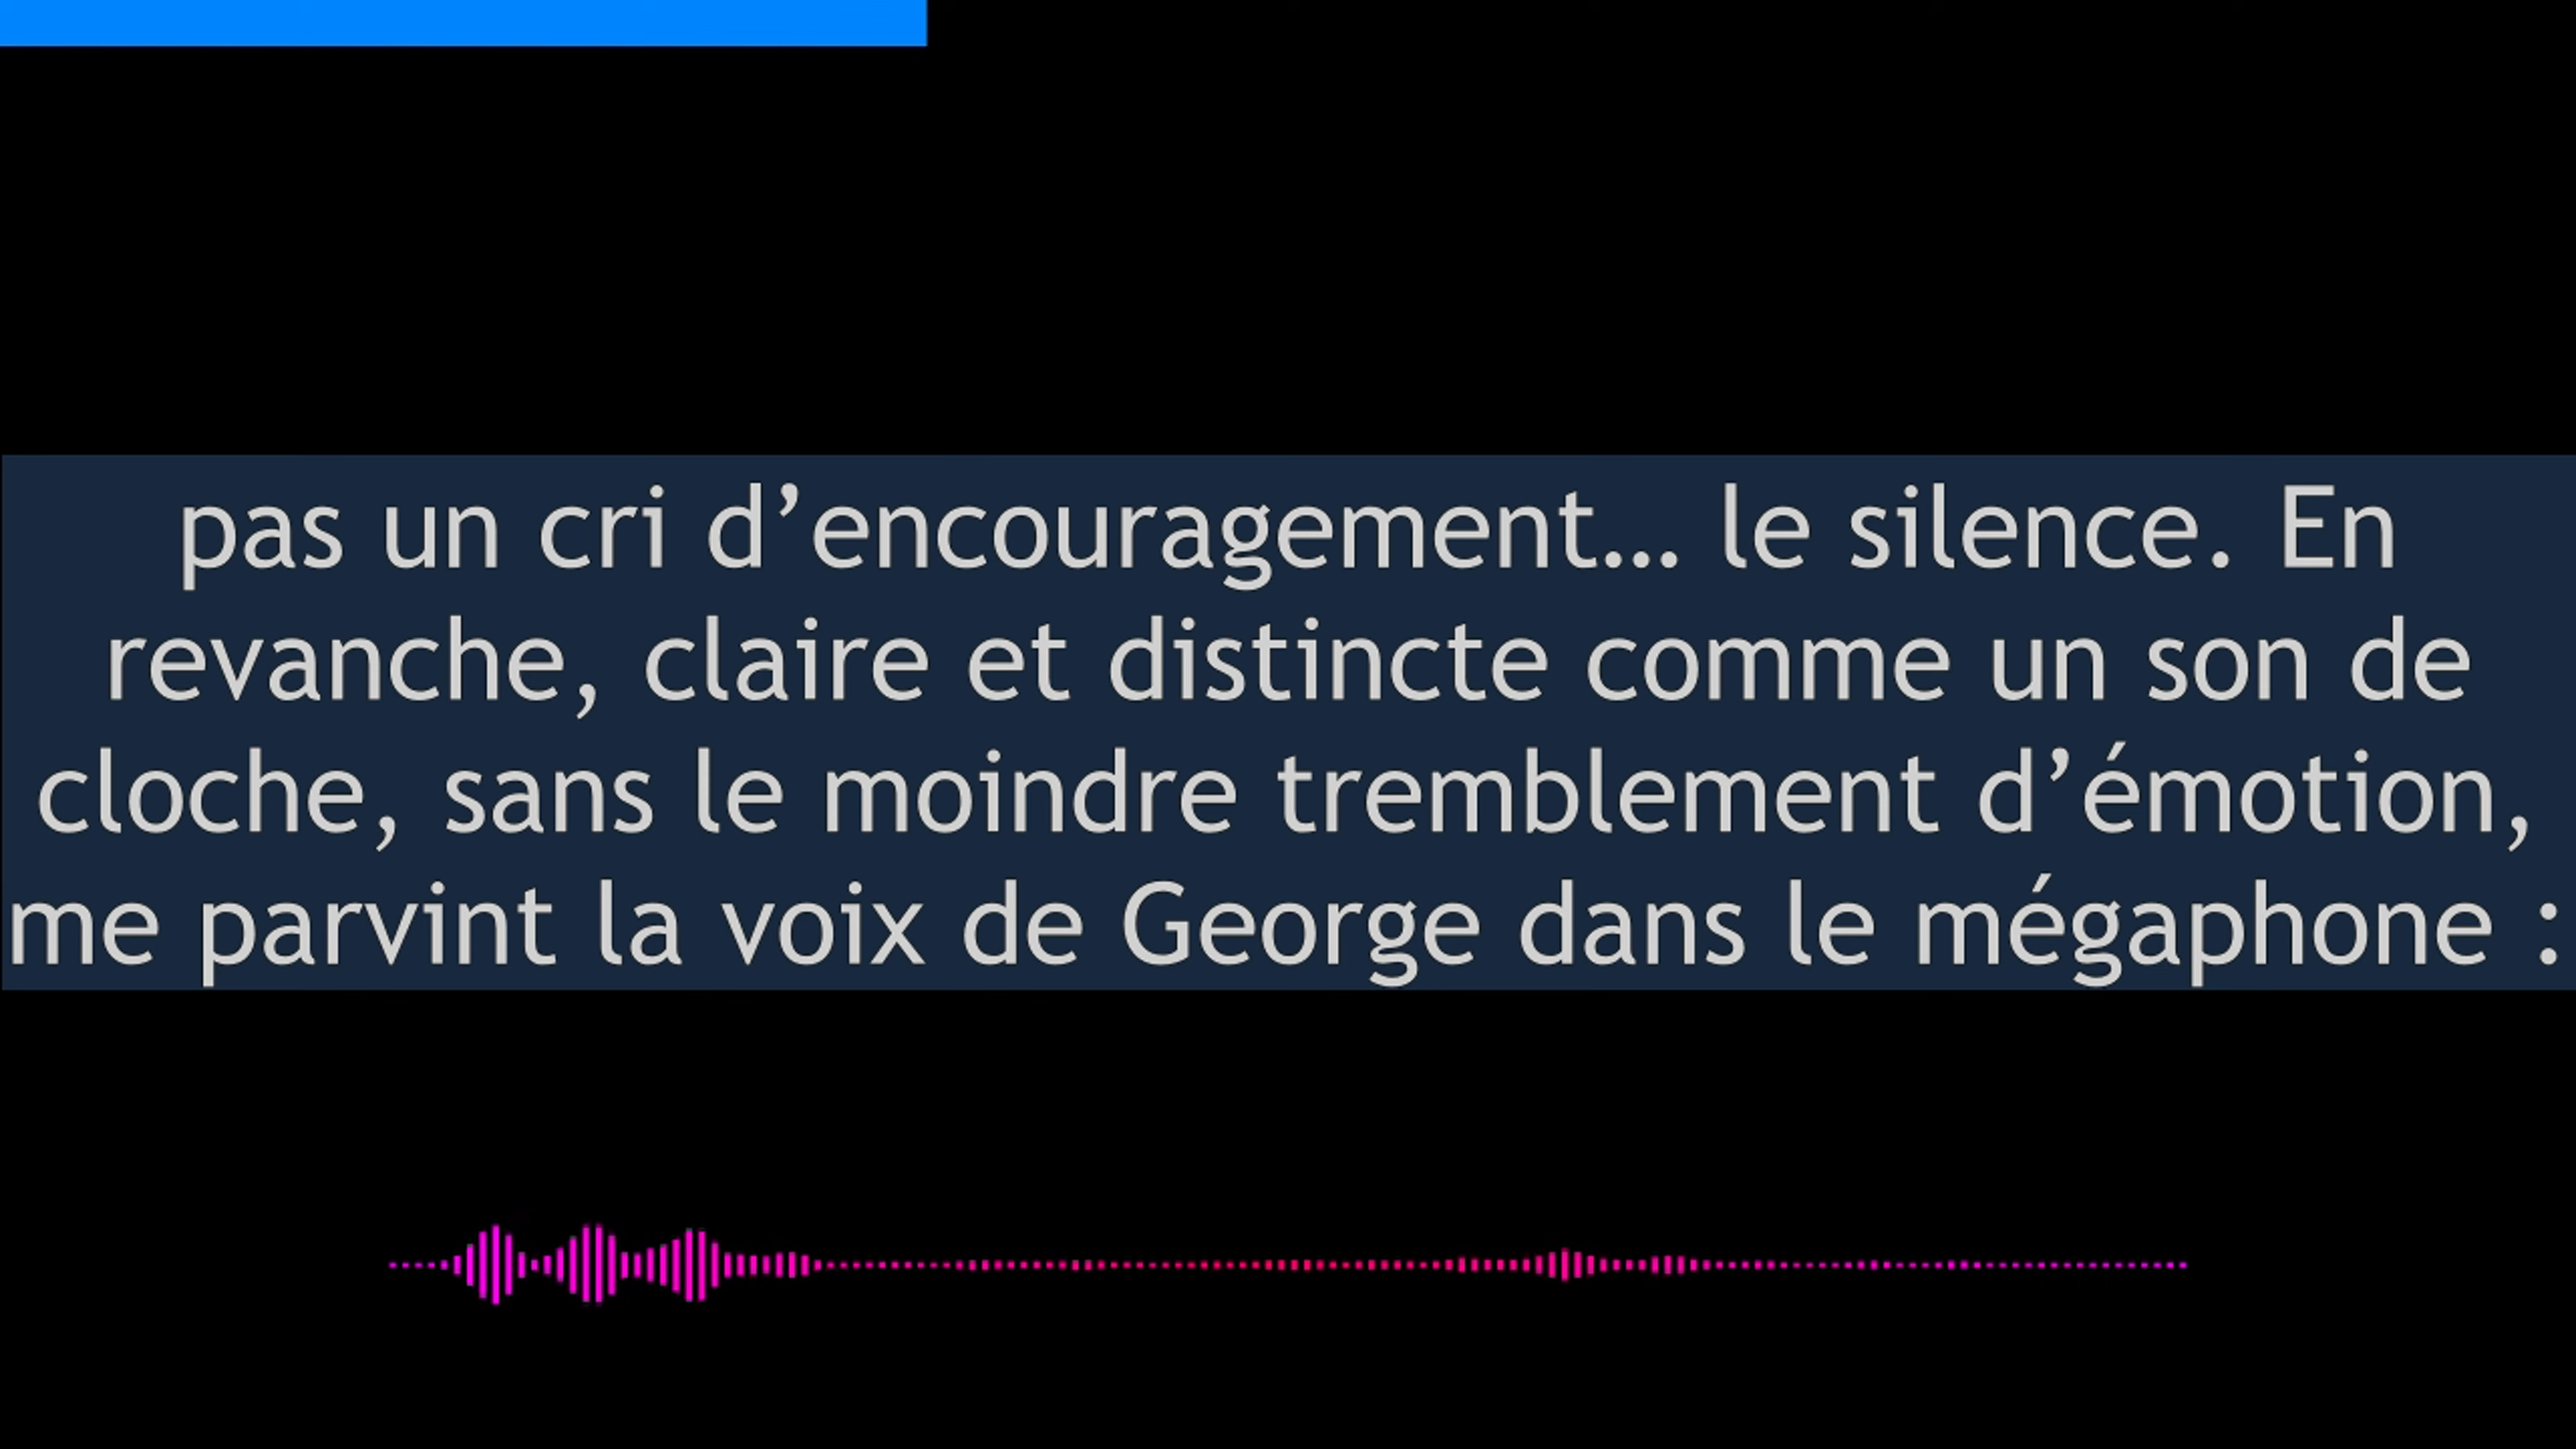 pas un cri d’encouragement… le silence. En
revanche, claire et distincte comme un son de
cloche, sans le moindre tremblement d’émotion,
me parvint la voix de George dans le mégaphone :